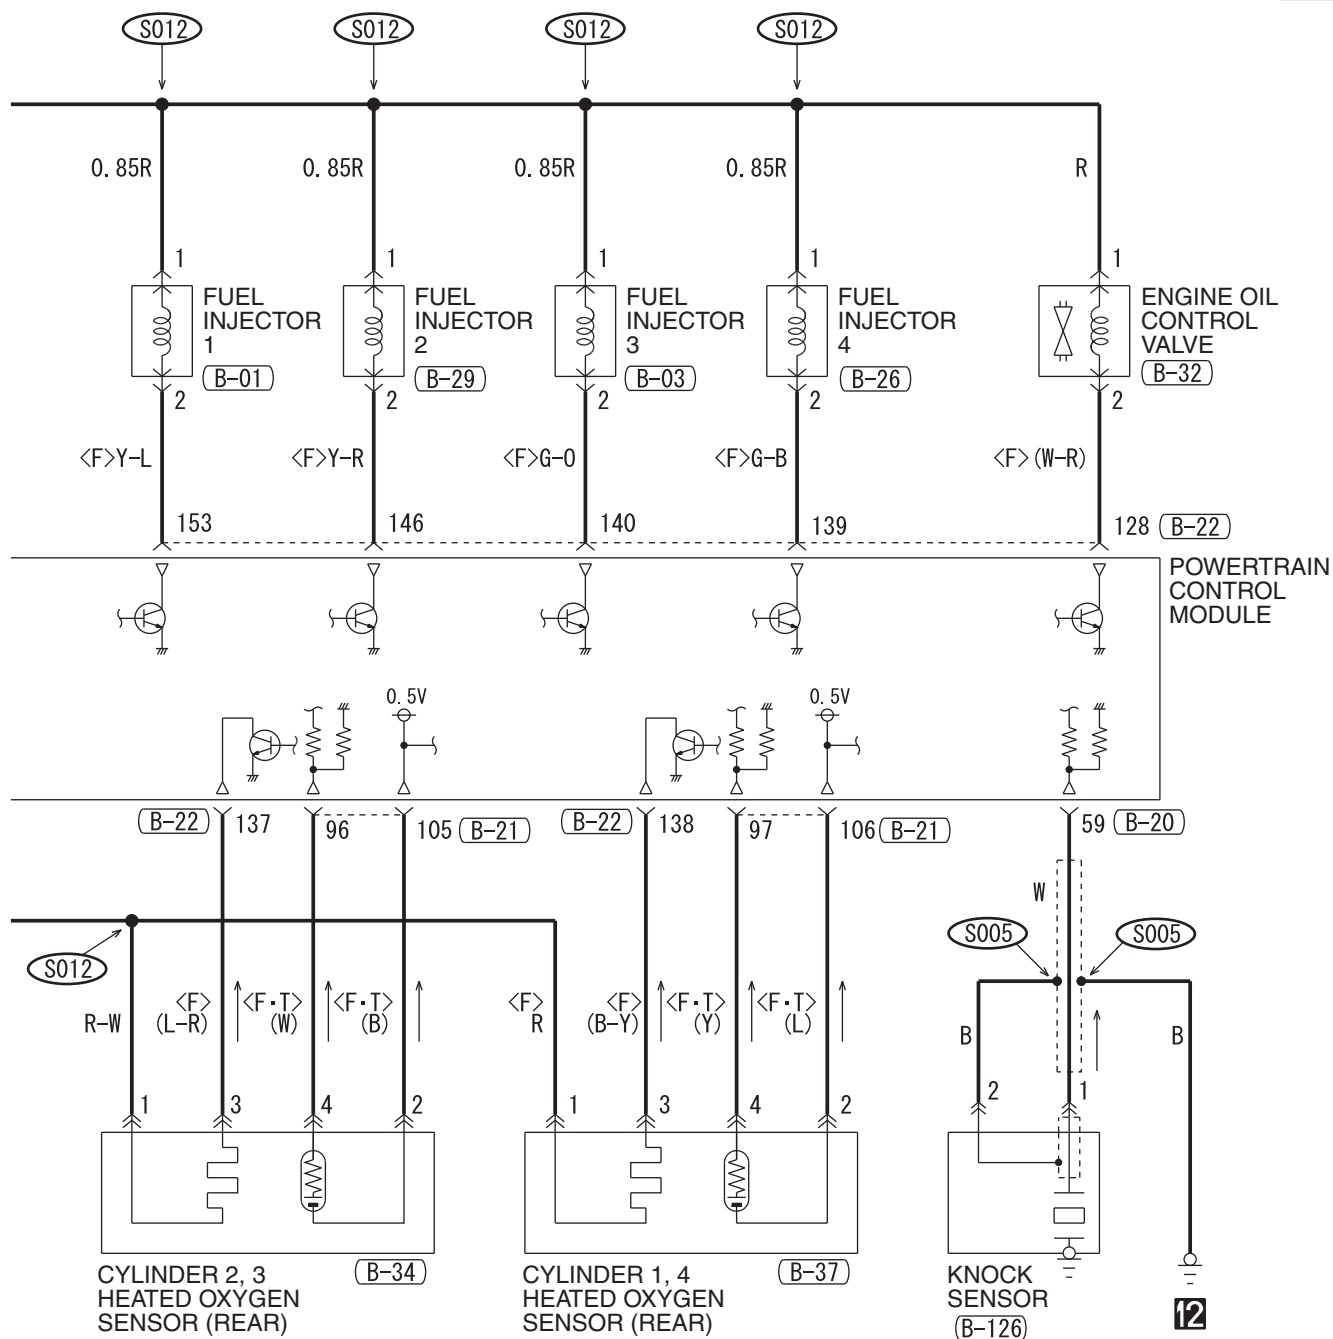 S012 S012 S012 S012
0.85R 0.85R 0.85R 0.85R R
1 1 1 1 1
FUEL INJECTOR 1
B-01
FUEL INJECTOR 2
B-29
FUEL INJECTOR 3
B-03
FUEL INJECTOR 4
B-26
ENGINE OIL CONTROL VALVE
B-32
2 2 2 2 2
<F>Y-L <F>Y-R <F>G-O <F>G-B <F>(W-R)
153 146 140 139 128 B-22
POWERTRAIN
CONTROL
MODULE
0.5V 0.5V
B-22 137 96 105 B-21 B-22 138 97 106 B-21 59 B-20
W
S005 S005
S012
R-W <F>(L-R) <F·T>(W) <F·T>(B) <F>R <F>(B-Y) <F·T>(Y) <F·T>(L) B B
1 3 4 2 1 3 4 2 2 1
B-34
CYLINDER 2, 3
HEATED OXYGEN
SENSOR (REAR)
B-37
CYLINDER 1, 4
HEATED OXYGEN
SENSOR (REAR)
KNOCK
SENSOR
B-126
12